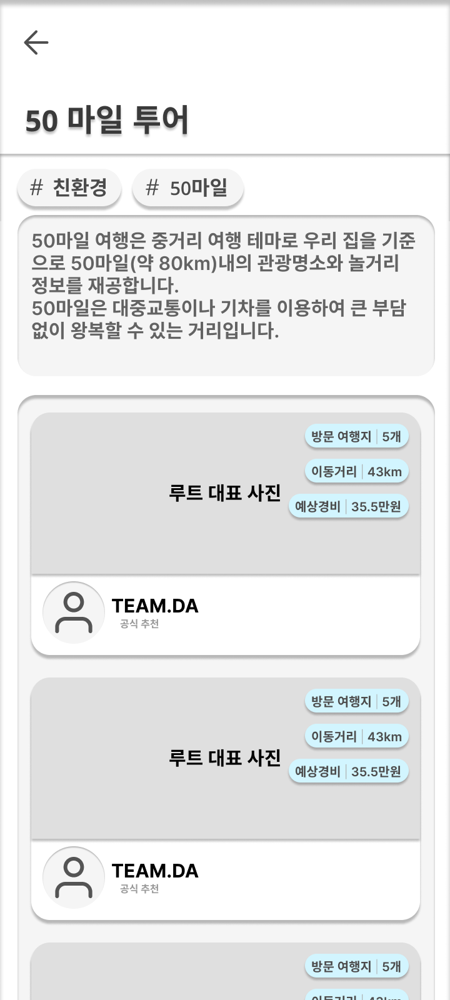 50 마일 투어
# 친환경 # 50마일
50마일 여행은 중거리 여행 테마로 우리 집을 기준
으로 50마일(약 80km)내의 관광명소와 놀거리
정보를 재공합니다.
50마일은 대중교통이나 기차를 이용하여 큰 부담
없이 왕복할 수 있는 거리입니다.
방문 여행지 | 5개
이동거리 | 43km
루트 대표 사진
예상경비 | 35.5만원
TEAM.DA
공식 추천
방문 여행지 | 5개
이동거리 | 43km
루트 대표 사진
예상경비 | 35.5만원
TEAM.DA
공식 추천
방문 여행지 | 5개
이동거리 | 43km